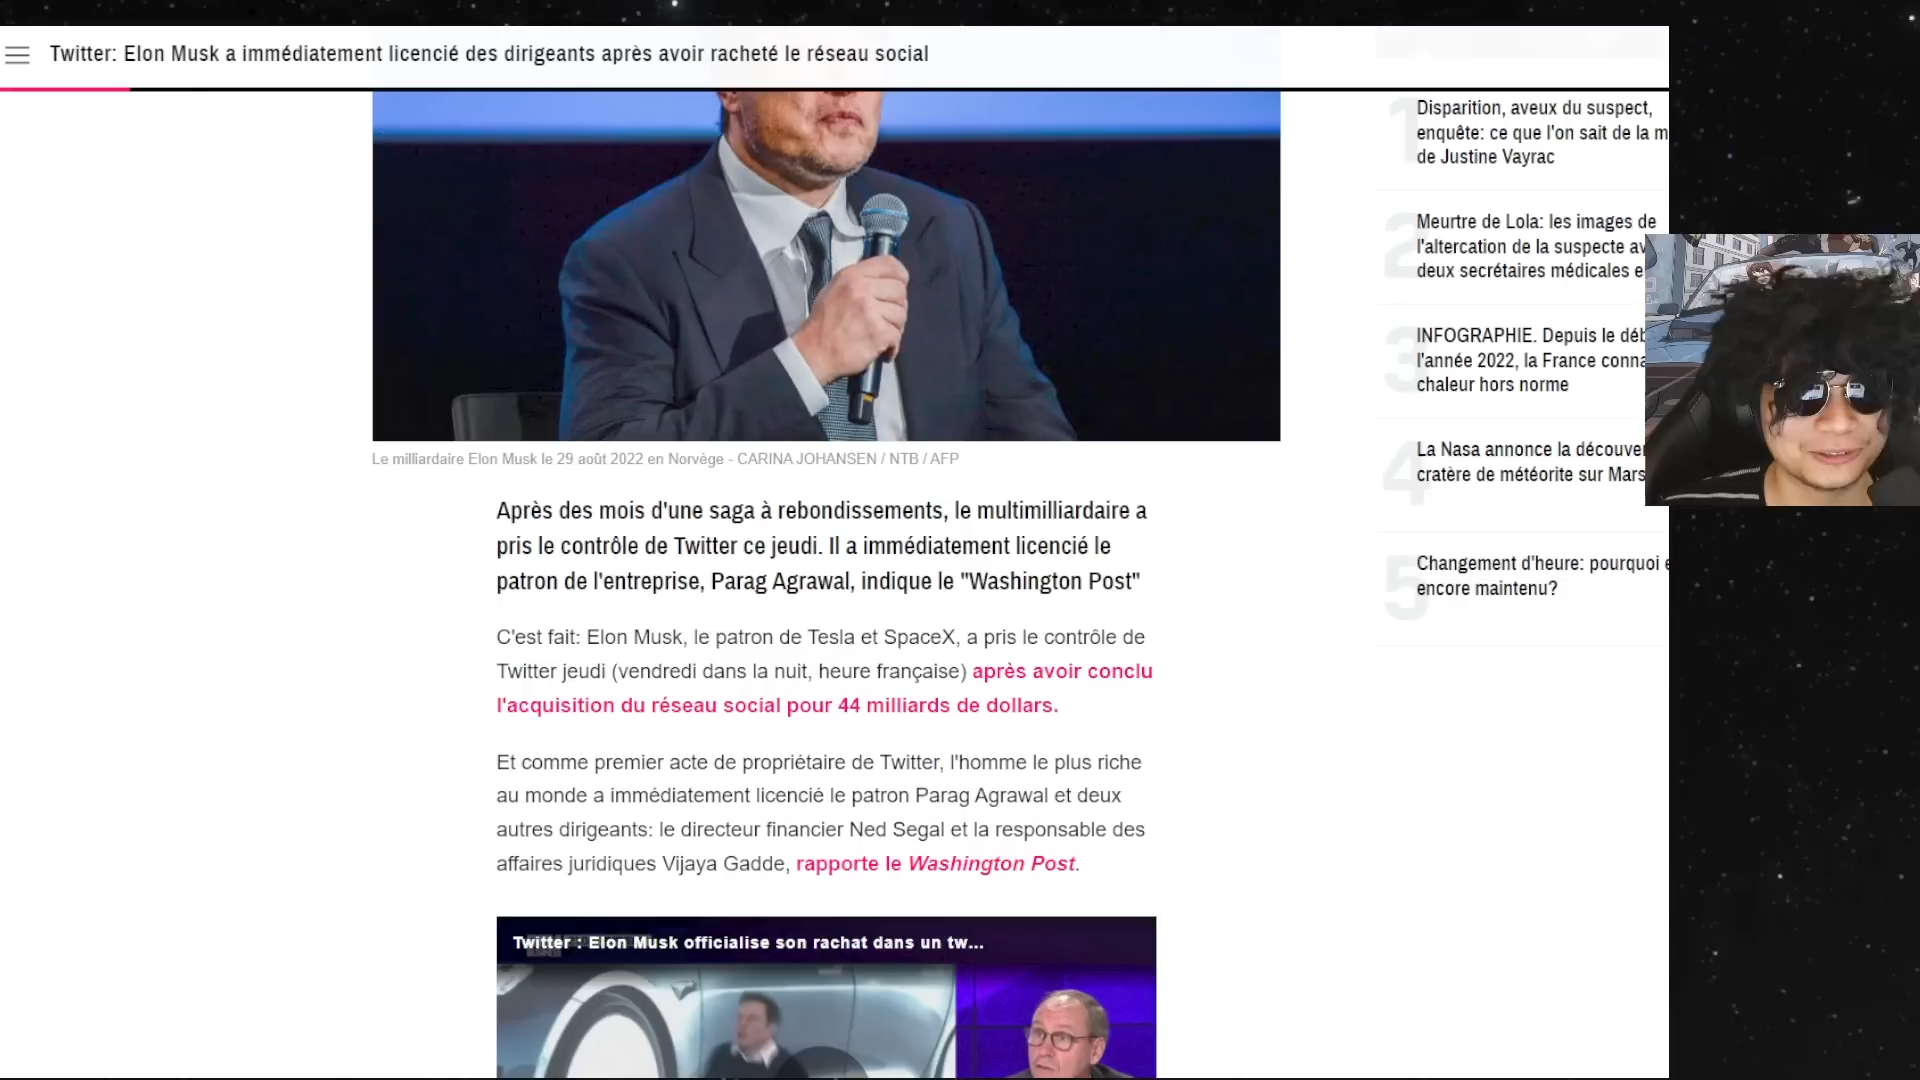 Twitter: Elon Musk a immédiatement licencié des dirigeants après avoir racheté le réseau social
Le milliardaire Elon Musk le 29 août 2022 en Norvège - CARINA JOHANSEN / NTB / AFP
Après des mois d'une saga à rebondissements, le multimilliardaire a
pris le contrôle de Twitter ce jeudi. Il a immédiatement licencié le
patron de l'entreprise, Parag Agrawal, indique le "Washington Post"
C'est fait: Elon Musk, le patron de Tesla et SpaceX, a pris le contrôle de
Twitter jeudi (vendredi dans la nuit, heure française) après avoir conclu
l'acquisition du réseau social pour 44 milliards de dollars.
Et comme premier acte de propriétaire de Twitter, l'homme le plus riche
au monde a immédiatement licencié le patron Parag Agrawal et deux
autres dirigeants: le directeur financier Ned Segal et la responsable des
affaires juridiques Vijaya Gadde, rapporte le Washington Post.
Twitter : Elon Musk officialise son rachat dans un tw...
1
Disparition, aveux du suspect,
enquête: ce que l'on sait de la m
de Justine Vayrac
2
Meurtre de Lola: les images de
l'altercation de la suspecte av
deux secrétaires médicales e
3
INFOGRAPHIE. Depuis le déb
l'année 2022, la France conna
chaleur hors norme
4
La Nasa annonce la découver
cratère de météorite sur Mars
5
Changement d'heure: pourquoi e
encore maintenu?